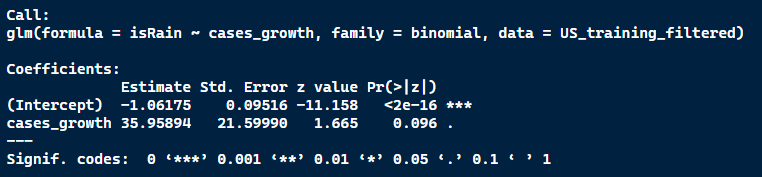 Call:
glm(formula = isRain ~ cases_growth, family = binomial, data = US_training_filtered)
Coefficients:
Estimate Std. Error z value Pr(>|z|)
(Intercept) -1.06175 0.09516 -11.158 <2e-16 ***
cases_growth 35.95894 21.59990 1.665 0.096 .
---
Signif. codes: 0 ‘***’ 0.001 ‘**’ 0.01 ‘*’ 0.05 ‘.’ 0.1 ‘ ’ 1